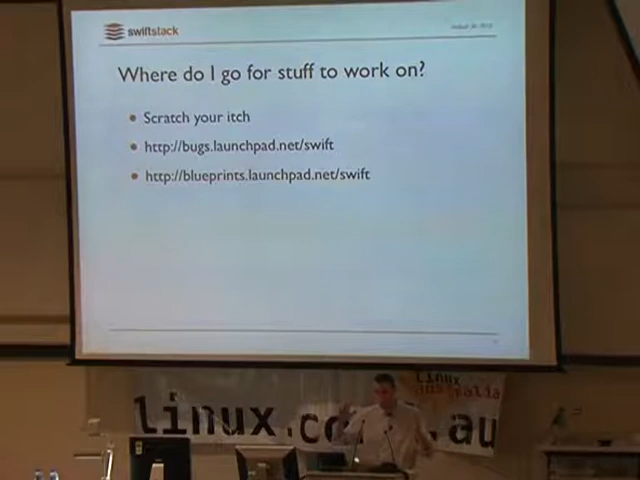 swiftstack
Where do I go for stuff to work on?
Scratch your itch
http://bugs.launchpad.net/swift
http://blueprints.launchpad.net/swift
linux
linux.co .au